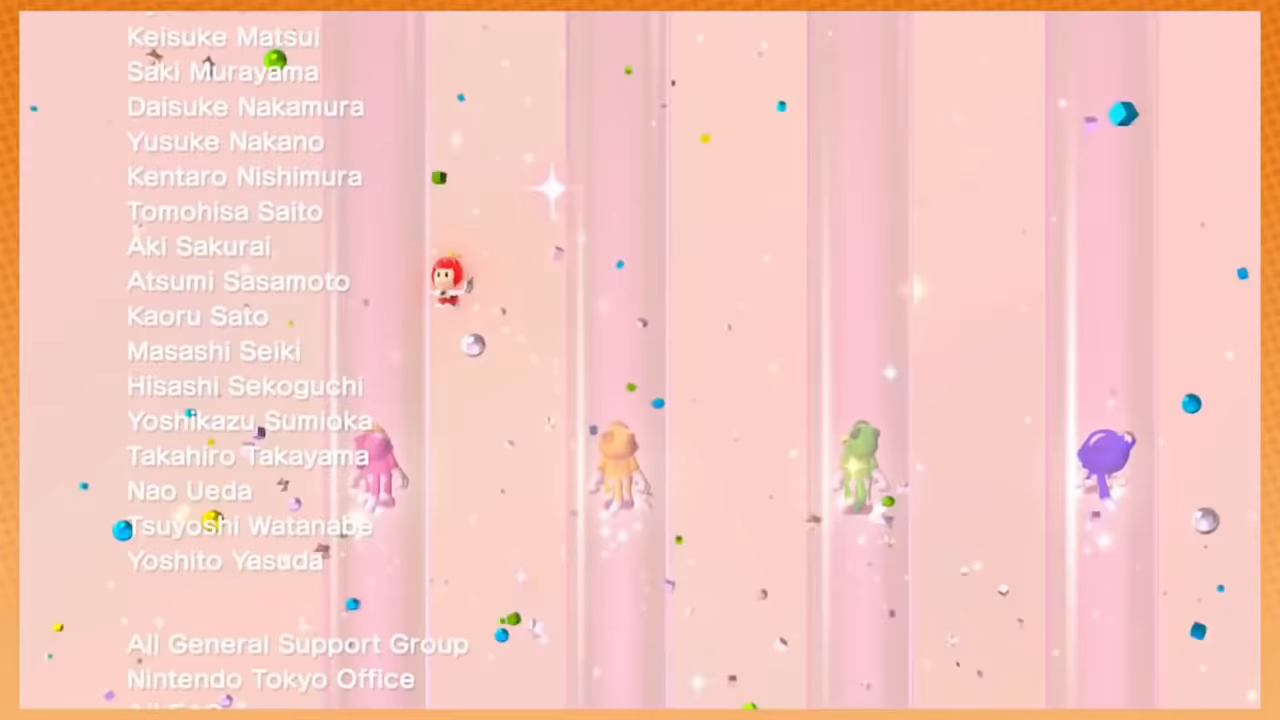 Keisuke Matsui
Saki Murayama
Daisuke Nakamura
Yusuke Nakano
Kentaro Nishimura
Tomohisa Saito
Aki Sakurai
Atsumi Sasamoto
Kaoru Sato
Masashi Seiki
Hisashi Sekoguchi
Yoshikazu Sumioka
Takahiro Takayama
Nao Ueda
Tsuyoshi Watanabe
Yoshito Yasuda
All General Support Group
Nintendo Tokyo Office